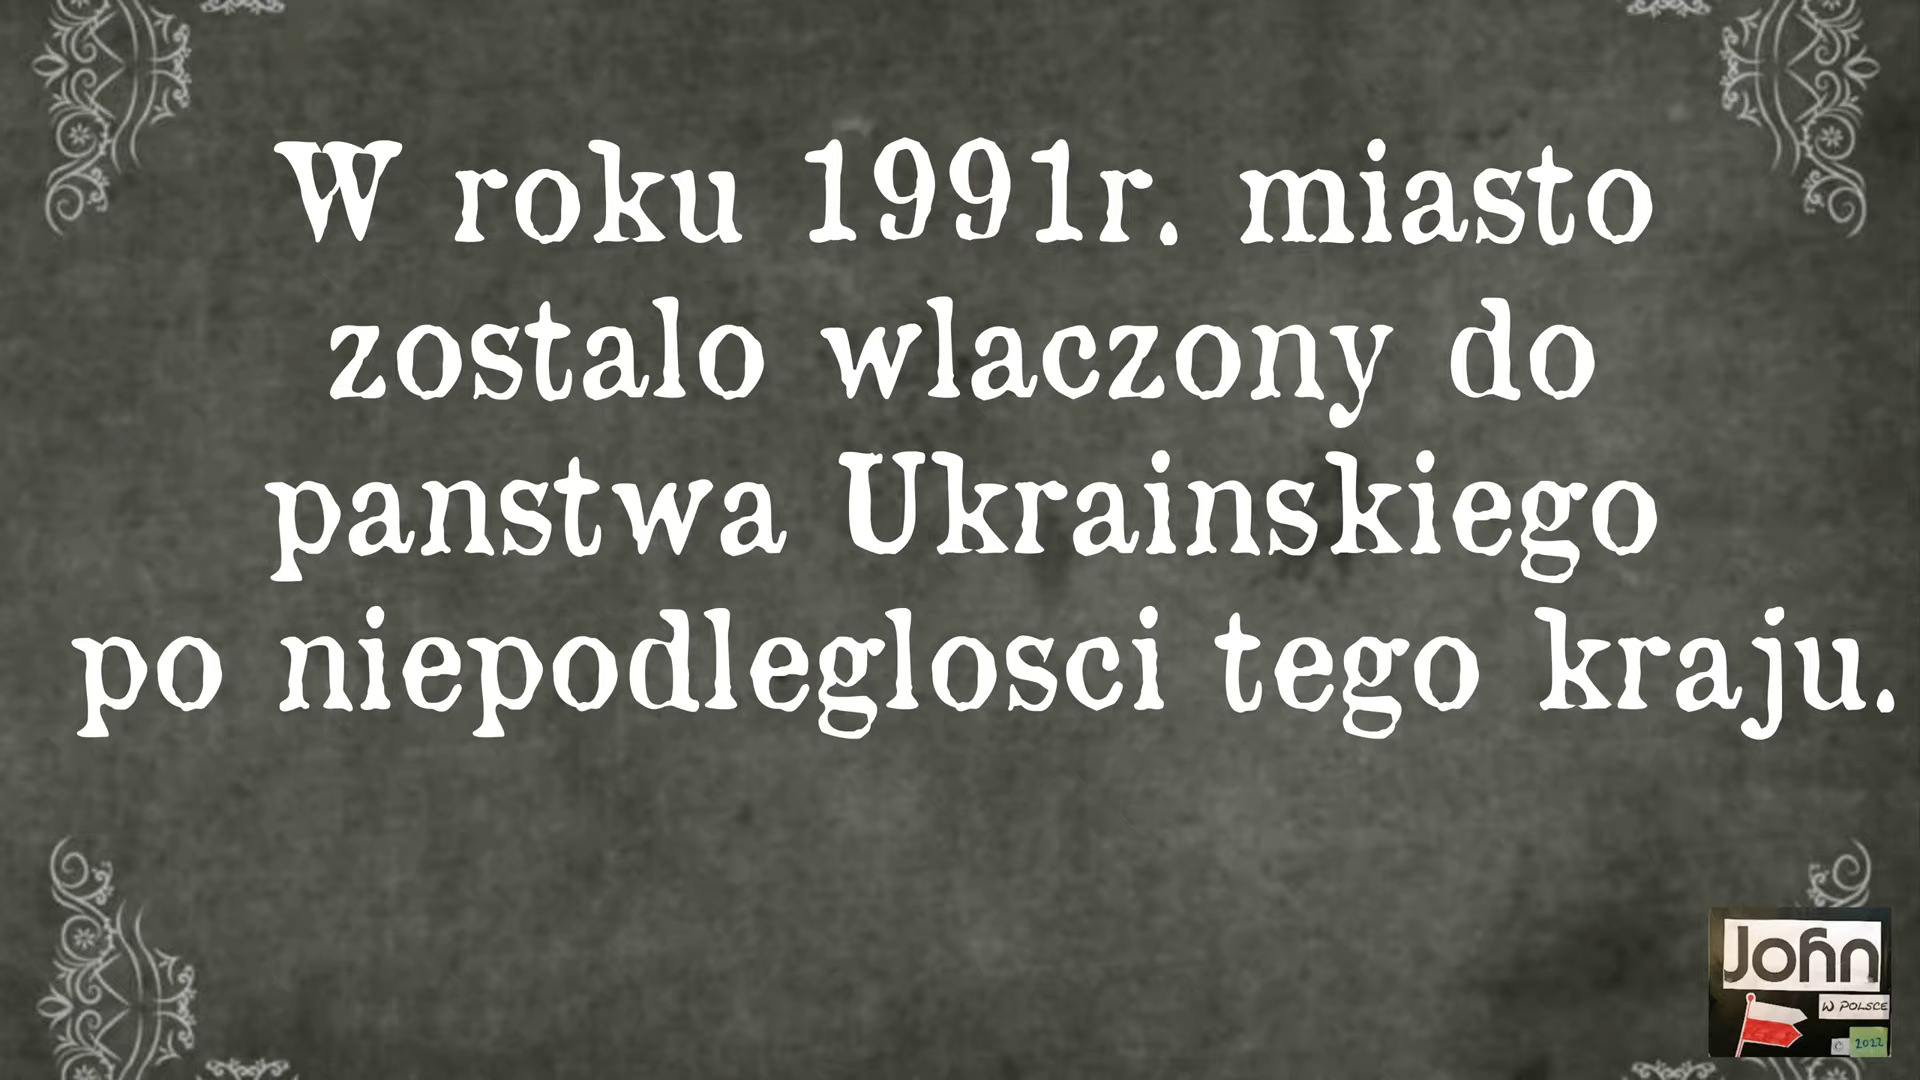 W roku 1991r. miasto
zostalo wlaczony do
panstwa Ukrainskiego
po niepodleglosci tego kraju.
John
W POLSCE
© 2022